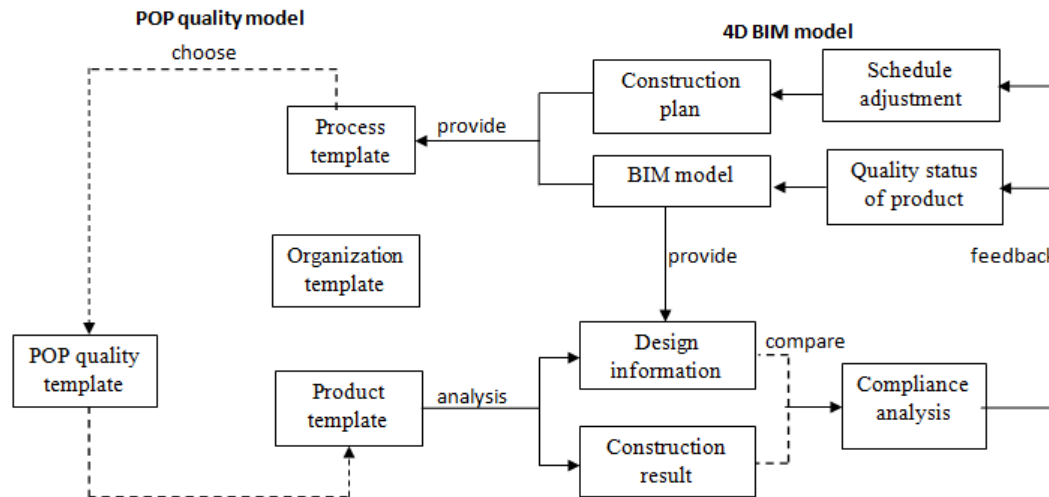 POP quality model
4D BIM model
choose
Construction
plan
Schedule
adjustment
Process
template
provide
BIM model
Quality status
of product
Organization
template
provide
feedback
POP quality
template
Design
information
compare
Product
template
analysis
Compliance
analysis
Construction
result